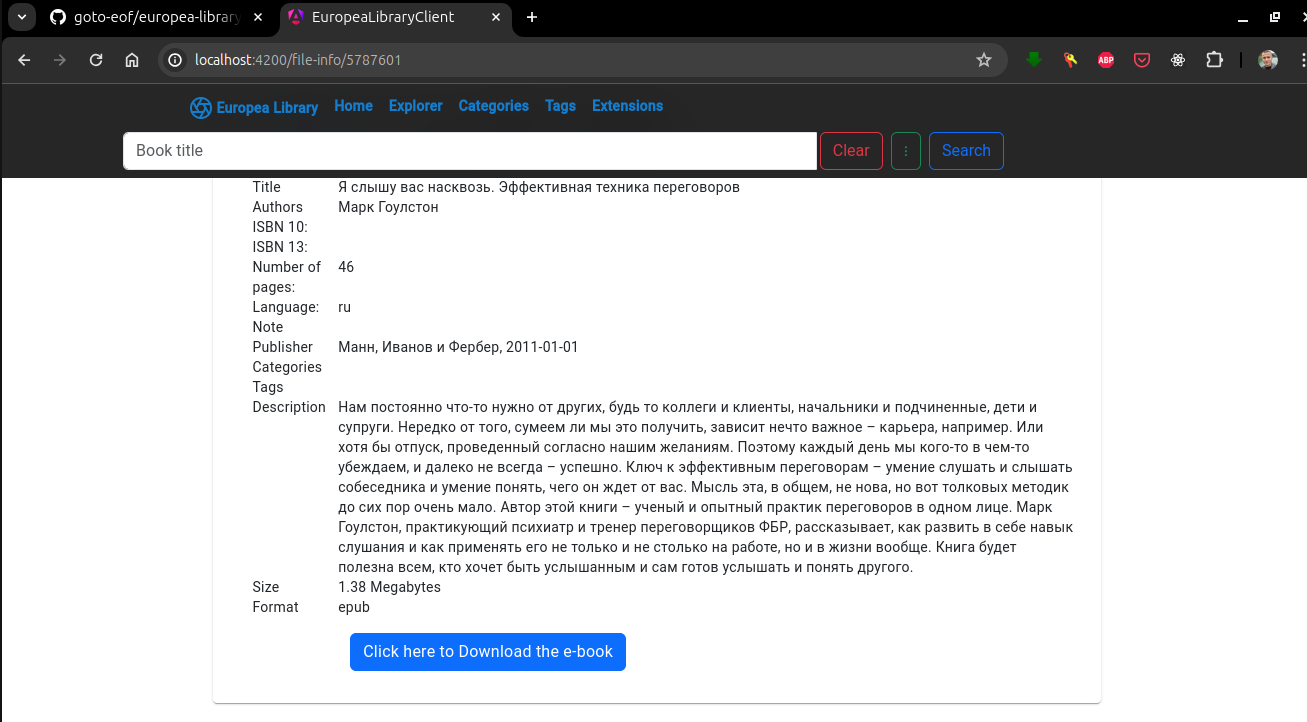 goto-eof/europea-library
EuropeaLibraryClient
localhost:4200/file-info/5787601
ABP
Europea Library Home Explorer Categories Tags Extensions
Book title Clear Search
Title Я слышу вас насквозь. Эффективная техника переговоров
Authors Марк Гоулстон
ISBN 10:
ISBN 13:
Number of 46
pages:
Language: ru
Note
Publisher Манн, Иванов и Фербер, 2011-01-01
Categories
Tags
Description Нам постоянно что-то нужно от других, будь то коллеги и клиенты, начальники и подчиненные, дети и
супруги. Нередко от того, сумеем ли мы это получить, зависит нечто важное – карьера, например. Или
хотя бы отпуск, проведенный согласно нашим желаниям. Поэтому каждый день мы кого-то в чем-то
убеждаем, и далеко не всегда – успешно. Ключ к эффективным переговорам – умение слушать и слышать
собеседника и умение понять, чего он ждет от вас. Мысль эта, в общем, не нова, но вот толковых методик
до сих пор очень мало. Автор этой книги – ученый и опытный практик переговоров в одном лице. Марк
Гоулстон, практикующий психиатр и тренер переговорщиков ФБР, рассказывает, как развить в себе навык
слушания и как применять его не только и не столько на работе, но и в жизни вообще. Книга будет
полезна всем, кто хочет быть услышанным и сам готов услышать и понять другого.
Size 1.38 Megabytes
Format epub
Click here to Download the e-book